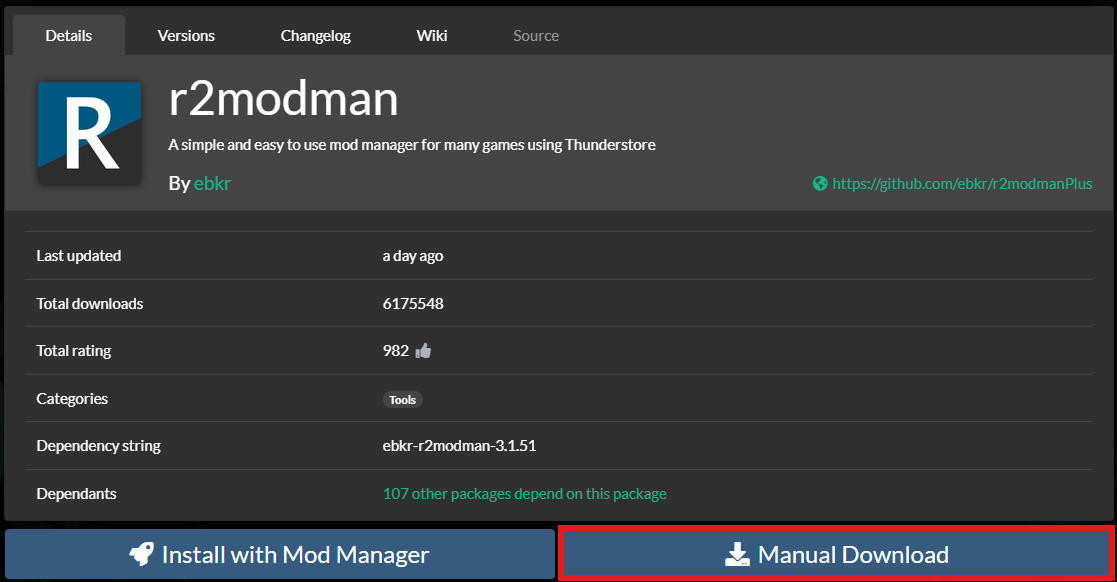 Details Versions Changelog Wiki Source
R
r2modman
A simple and easy to use mod manager for many games using Thunderstore
By ebkr
https://github.com/ebkr/r2modmanPlus
Last updated a day ago
Total downloads 6175548
Total rating 982
Categories Tools
Dependency string ebkr-r2modman-3.1.51
Dependants 107 other packages depend on this package
Install with Mod Manager Manual Download